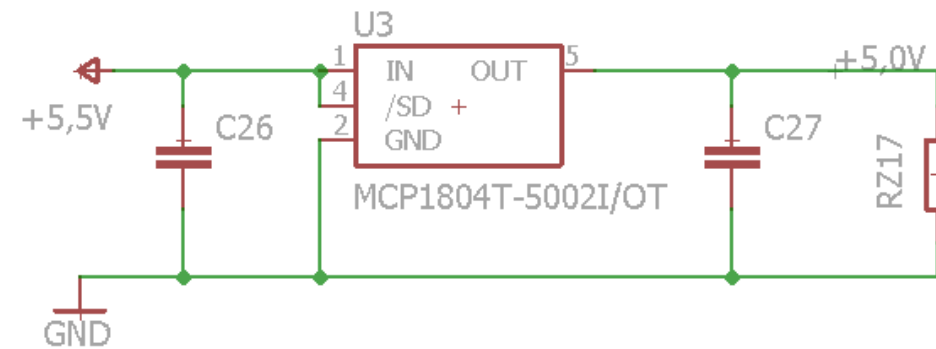 U3
1
IN
OUT
5
+5,0V
+5,5V
4
/SD
C26
2
GND
C27
MCP1804T-5002I/OT
RZ17
GND